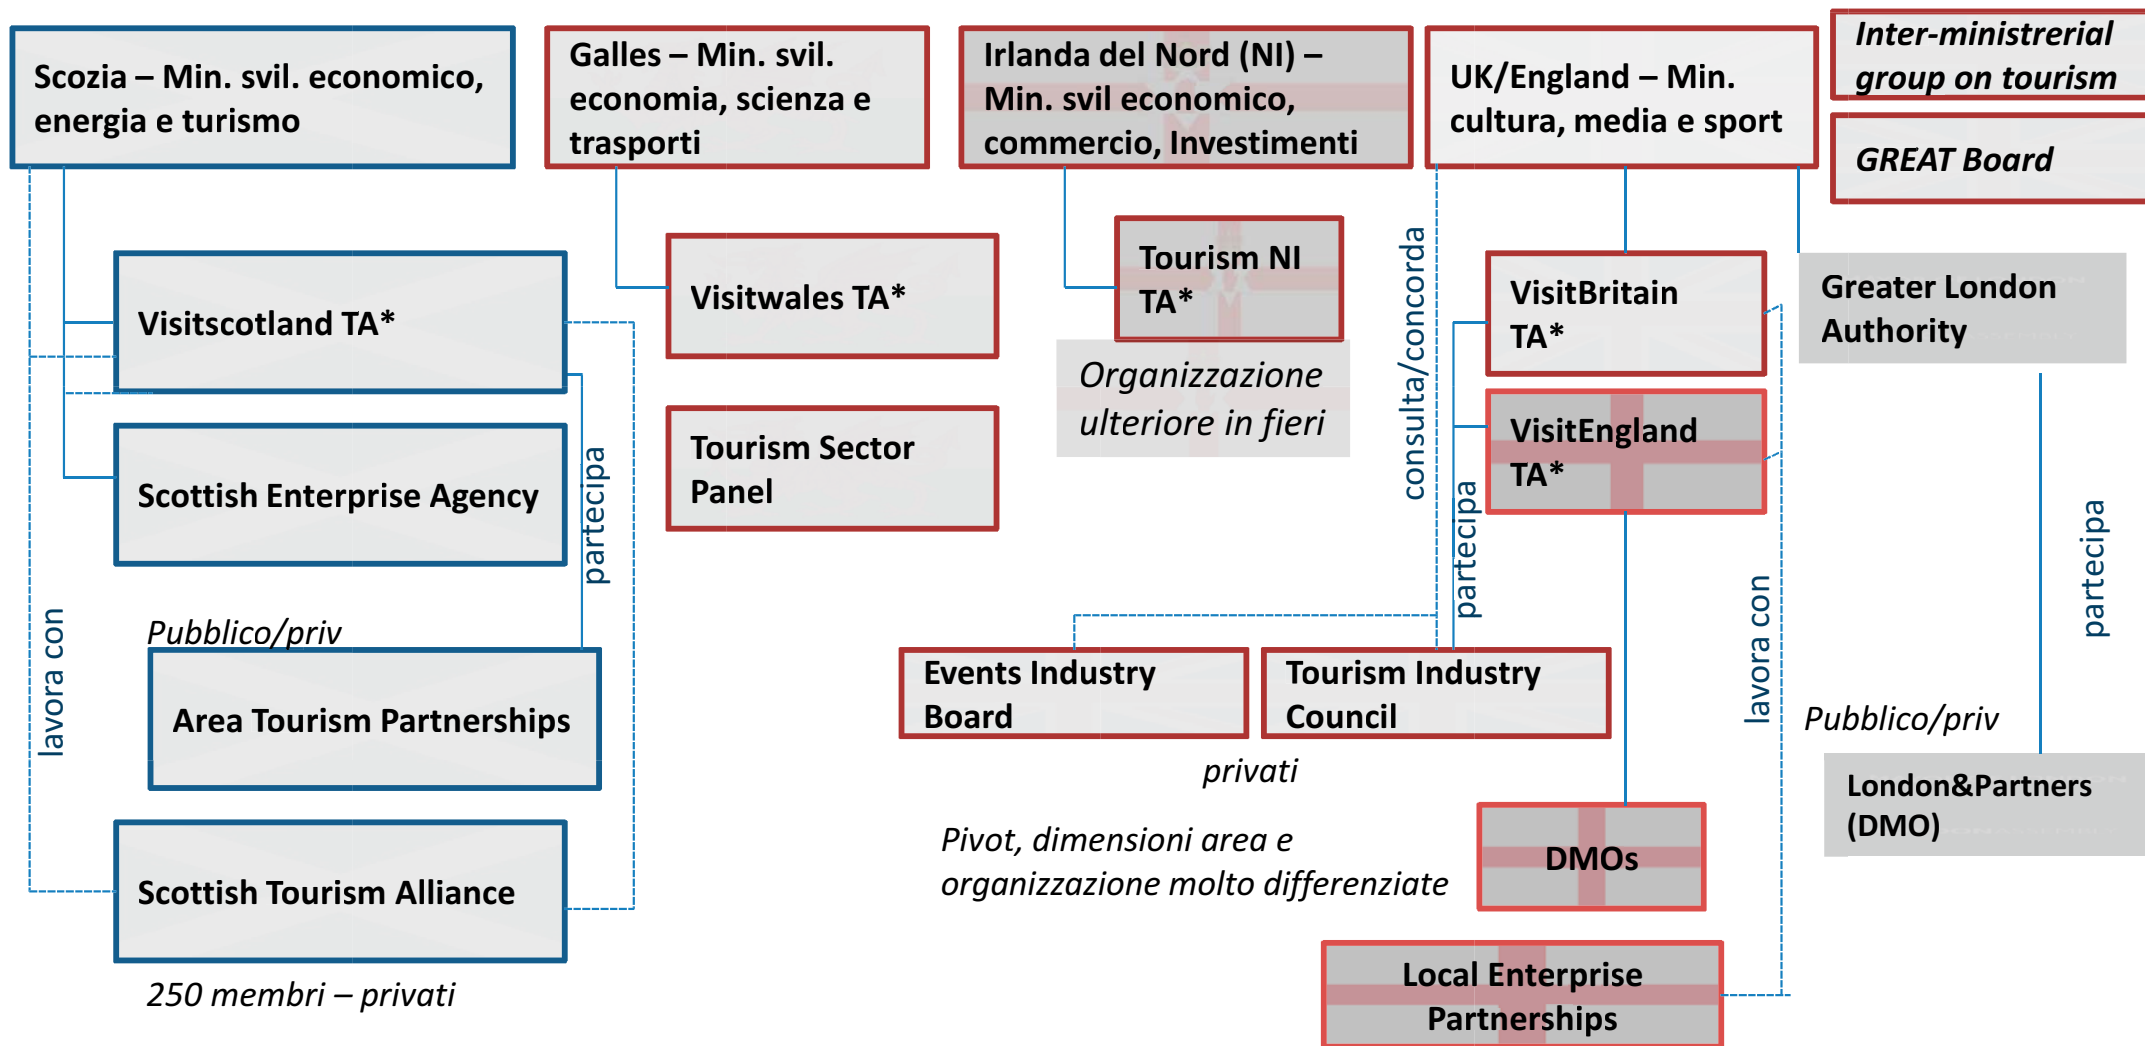 Scozia – Min. svil. economico,
energia e turismo
Galles – Min. svil.
economia, scienza e
trasporti
Irlanda del Nord (NI) –
Min. svil economico,
commercio, Investimenti
UK/England – Min.
cultura, media e sport
Inter-ministrerial
group on tourism
GREAT Board
Visitscotland TA*
Visitwales TA*
Tourism NI
TA*
Organizzazione
ulteriore in fieri
consulta/concorda
VisitBritain
TA*
Greater London
Authority
Scottish Enterprise Agency
partecipa
Tourism Sector
Panel
VisitEngland
TA*
partecipa
partecipa
lavora con
Pubblico/priv
Area Tourism Partnerships
Events Industry
Board
Tourism Industry
Council
privati
lavora con
Pubblico/priv
London&Partners
(DMO)
Pivot, dimensioni area e
organizzazione molto differenziate
DMOs
Scottish Tourism Alliance
250 membri – privati
Local Enterprise
Partnerships